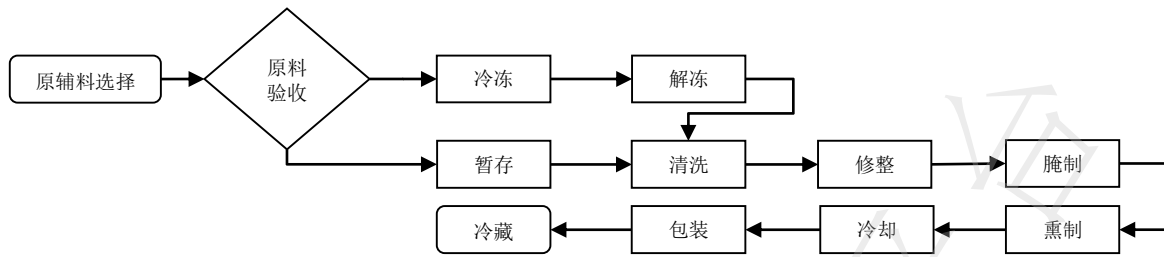 原辅料选择
原料
验收
冷冻
解冻
暂存
清洗
修整
腌制
冷藏
包装
冷却
熏制